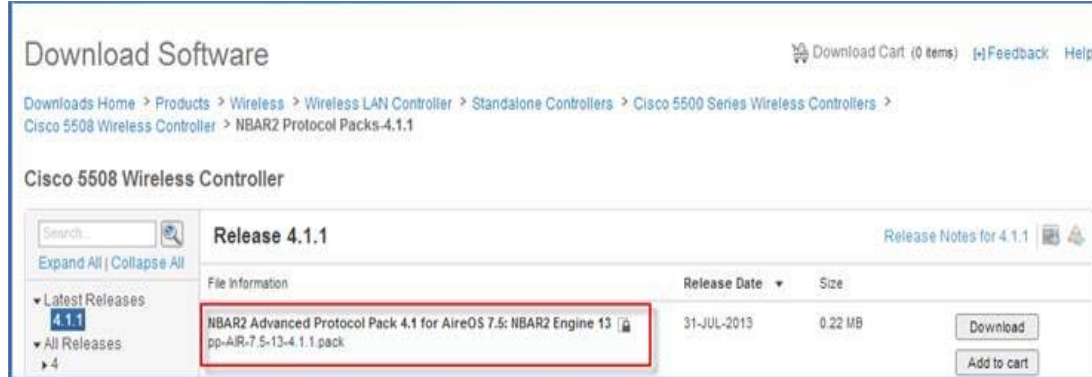 Download Software
Download Cart (0 items) [+] Feedback Help
Downloads Home > Products > Wireless > Wireless LAN Controller > Standalone Controllers > Cisco 5500 Series Wireless Controllers >
Cisco 5508 Wireless Controller > NBAR2 Protocol Packs-4.1.1
Cisco 5508 Wireless Controller
Search...
Expand All | Collapse All
Latest Releases
4.1.1
All Releases
4
Release 4.1.1
Release Notes for 4.1.1
File Information Release Date Size
NBAR2 Advanced Protocol Pack 4.1 for AireOS 7.5: NBAR2 Engine 13 31-JUL-2013 0.22 MB Download
pp-AIR-7.5-13-4.1.1.pack
Add to cart